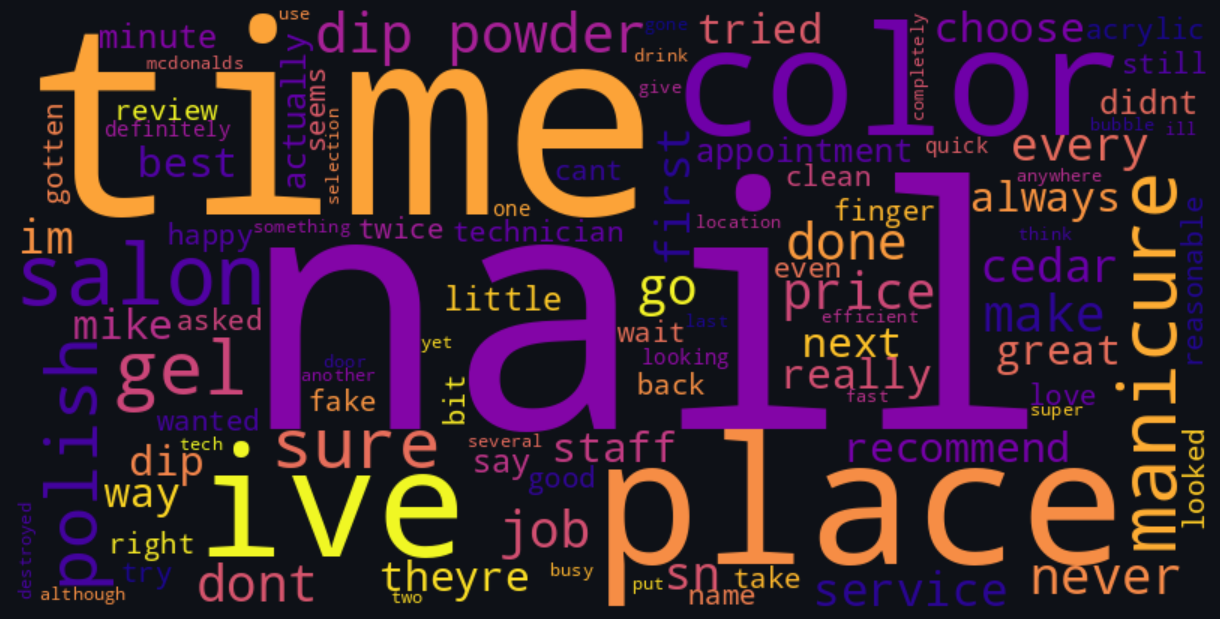 use
time
minute
dip powder
gone
tried
color
completely
choose
acrylic
mcdonalds
actually
seems
drink
still
give
gotten
review
didnt
definitely
selection
bubble
ill
best
cant
first
appointment
quick
every
clean
anywhere
manicure
always
one
finger
im
happy
something
twice
technician
location
done
think
reasonable
salon
nail
little
go
even
price
cedar
mike
asked
wait
last
efficient
make
polish
gel
yet
looking
next
great
door
another
bit
back
really
fast
love
super
fake
wanted
tech
sure
several
staff
recommend
looked
dip
say
good
place
way
ive
job
right
destroyed
try
dont
theyre
busy
sn
take
never
although
two
put
name
service